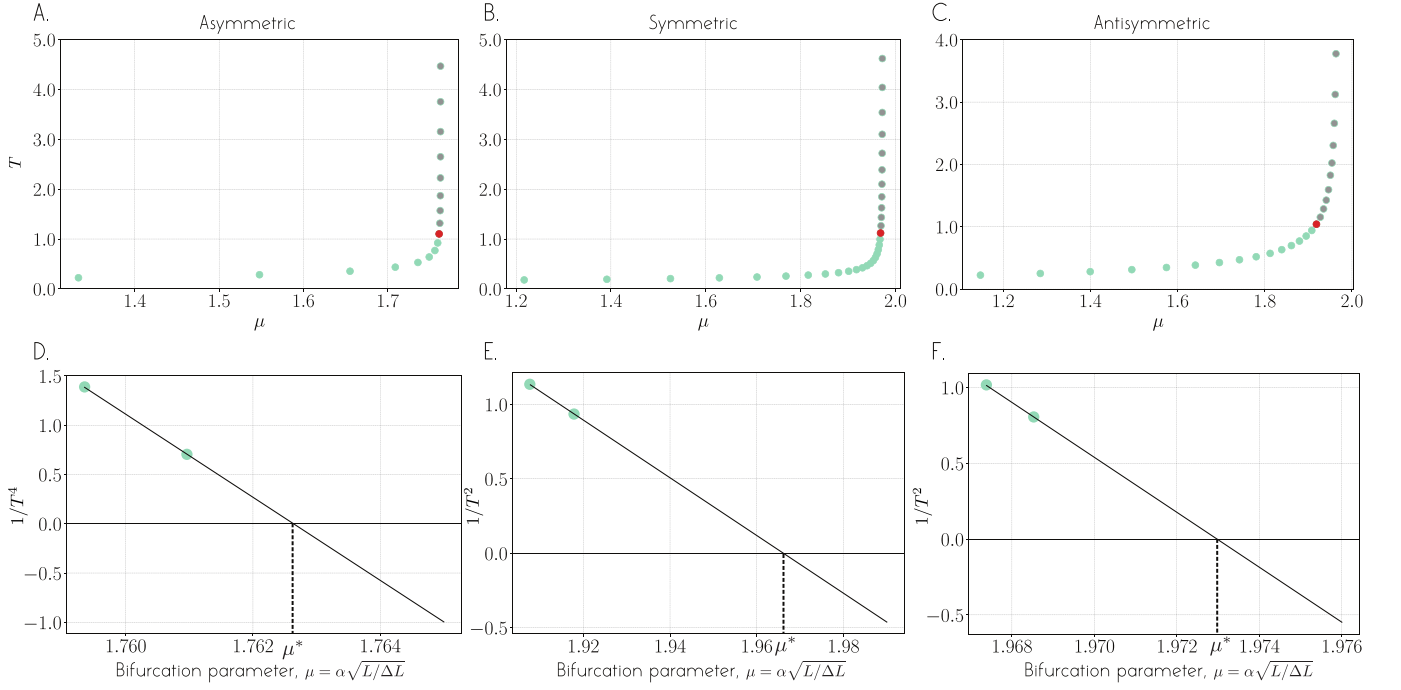 A.
Asymmetric
5.0
4.0
3.0
2.0
1.0
0.0
T
1.4
1.5
1.6
1.7
μ
B.
Symmetric
5.0
4.0
3.0
2.0
1.0
0.0
1.2
1.4
1.6
1.8
2.0
μ
C.
Antisymmetric
4.0
3.0
2.0
1.0
0.0
1.2
1.4
1.6
1.8
2.0
μ
D.
1.5
1.0
0.5
0.0
−0.5
−1.0
1/T⁴
1.760
1.762
μ*
1.764
Bifurcation parameter, μ = α√L/ΔL
E.
1.0
0.5
0.0
−0.5
1/T²
1.92
1.94
1.96
μ*
1.98
Bifurcation parameter, μ = α√L/ΔL
F.
1.0
0.5
0.0
−0.5
1/T²
1.968
1.970
1.972
μ*
1.974
1.976
Bifurcation parameter, μ = α√L/ΔL